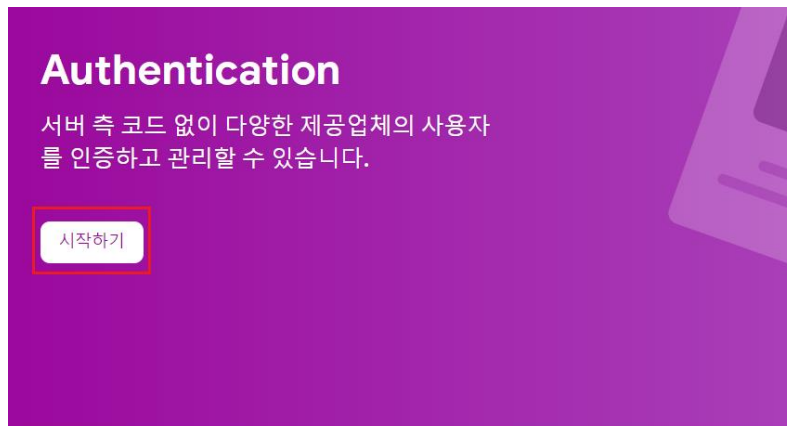 Authentication
서버 측 코드 없이 다양한 제공업체의 사용자
를 인증하고 관리할 수 있습니다.
시작하기